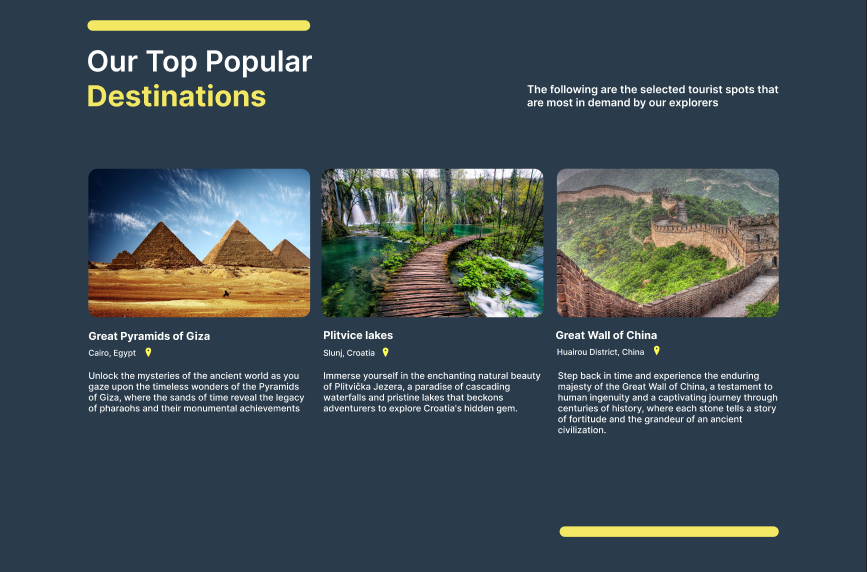 Our Top Popular
Destinations
The following are the selected tourist spots that
are most in demand by our explorers
Great Pyramids of Giza
Cairo, Egypt
Unlock the mysteries of the ancient world as you
gaze upon the timeless wonders of the Pyramids
of Giza, where the sands of time reveal the legacy
of pharaohs and their monumental achievements
Plitvice lakes
Slunj, Croatia
Immerse yourself in the enchanting natural beauty
of Plitvička Jezera, a paradise of cascading
waterfalls and pristine lakes that beckons
adventurers to explore Croatia's hidden gem.
Great Wall of China
Huairou District, China
Step back in time and experience the enduring
majesty of the Great Wall of China, a testament to
human ingenuity and a captivating journey through
centuries of history, where each stone tells a story
of fortitude and the grandeur of an ancient
civilization.